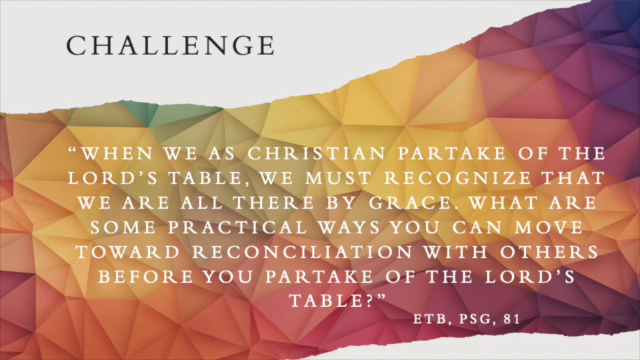 CHALLENGE
“WHEN WE AS CHRISTIAN PARTAKE OF THE
LORD’S TABLE, WE MUST RECOGNIZE THAT
WE ARE ALL THERE BY GRACE. WHAT ARE
SOME PRACTICAL WAYS YOU CAN MOVE
TOWARD RECONCILIATION WITH OTHERS
BEFORE YOU PARTAKE OF THE LORD’S
TABLE?”
ETB, PSG, 81